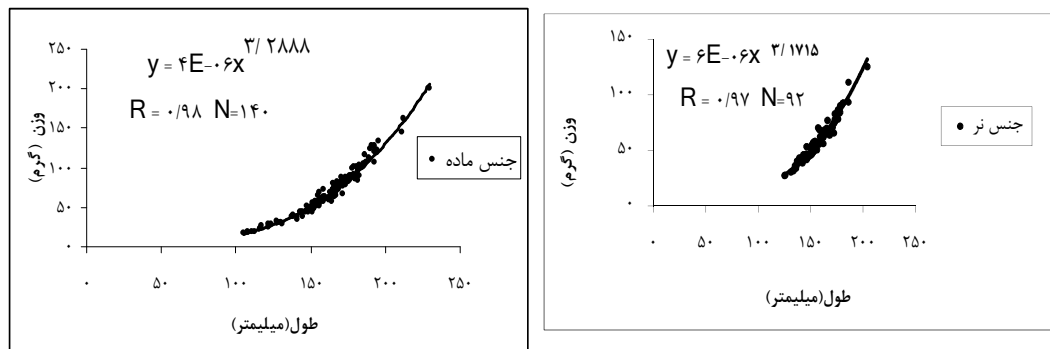 ۳/۲۸۸۸
y = ۴E-۰۶x
R = ۰/۹۸ N=۱۴۰
۲۵۰
۲۰۰
۱۵۰
۱۰۰
۵۰
۰
وزن (گرم)
جنس ماده
۰ ۵۰ ۱۰۰ ۱۵۰ ۲۰۰ ۲۵۰
طول(میلیمتر)
y = ۶E-۰۶x ۳/۱۷۱۵
R = ۰/۹۷ N=۹۲
۱۵۰
۱۰۰
۵۰
۰
وزن (گرم)
جنس نر
۰ ۵۰ ۱۰۰ ۱۵۰ ۲۰۰ ۲۵۰
طول(میلیمتر)